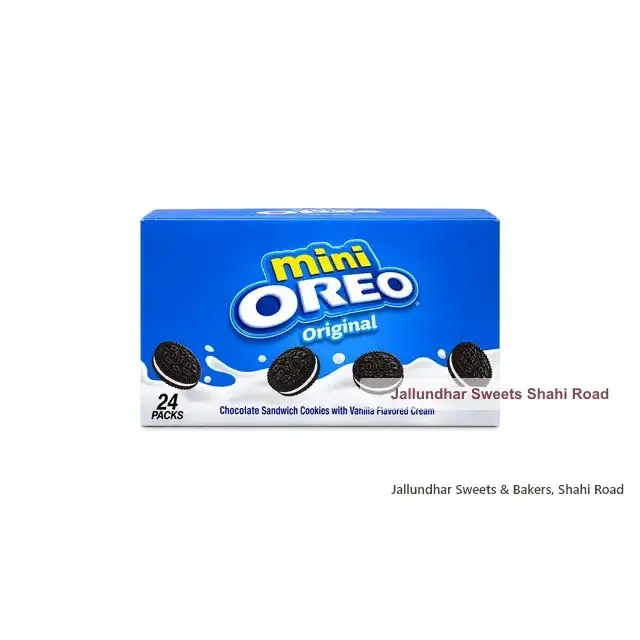 mini
OREO
Original
24
PACKS
Chocolate Sandwich Cookies with Vanilla Flavored Cream
Jallundhar Sweets Shahi Road
Jallundhar Sweets & Bakers, Shahi Road